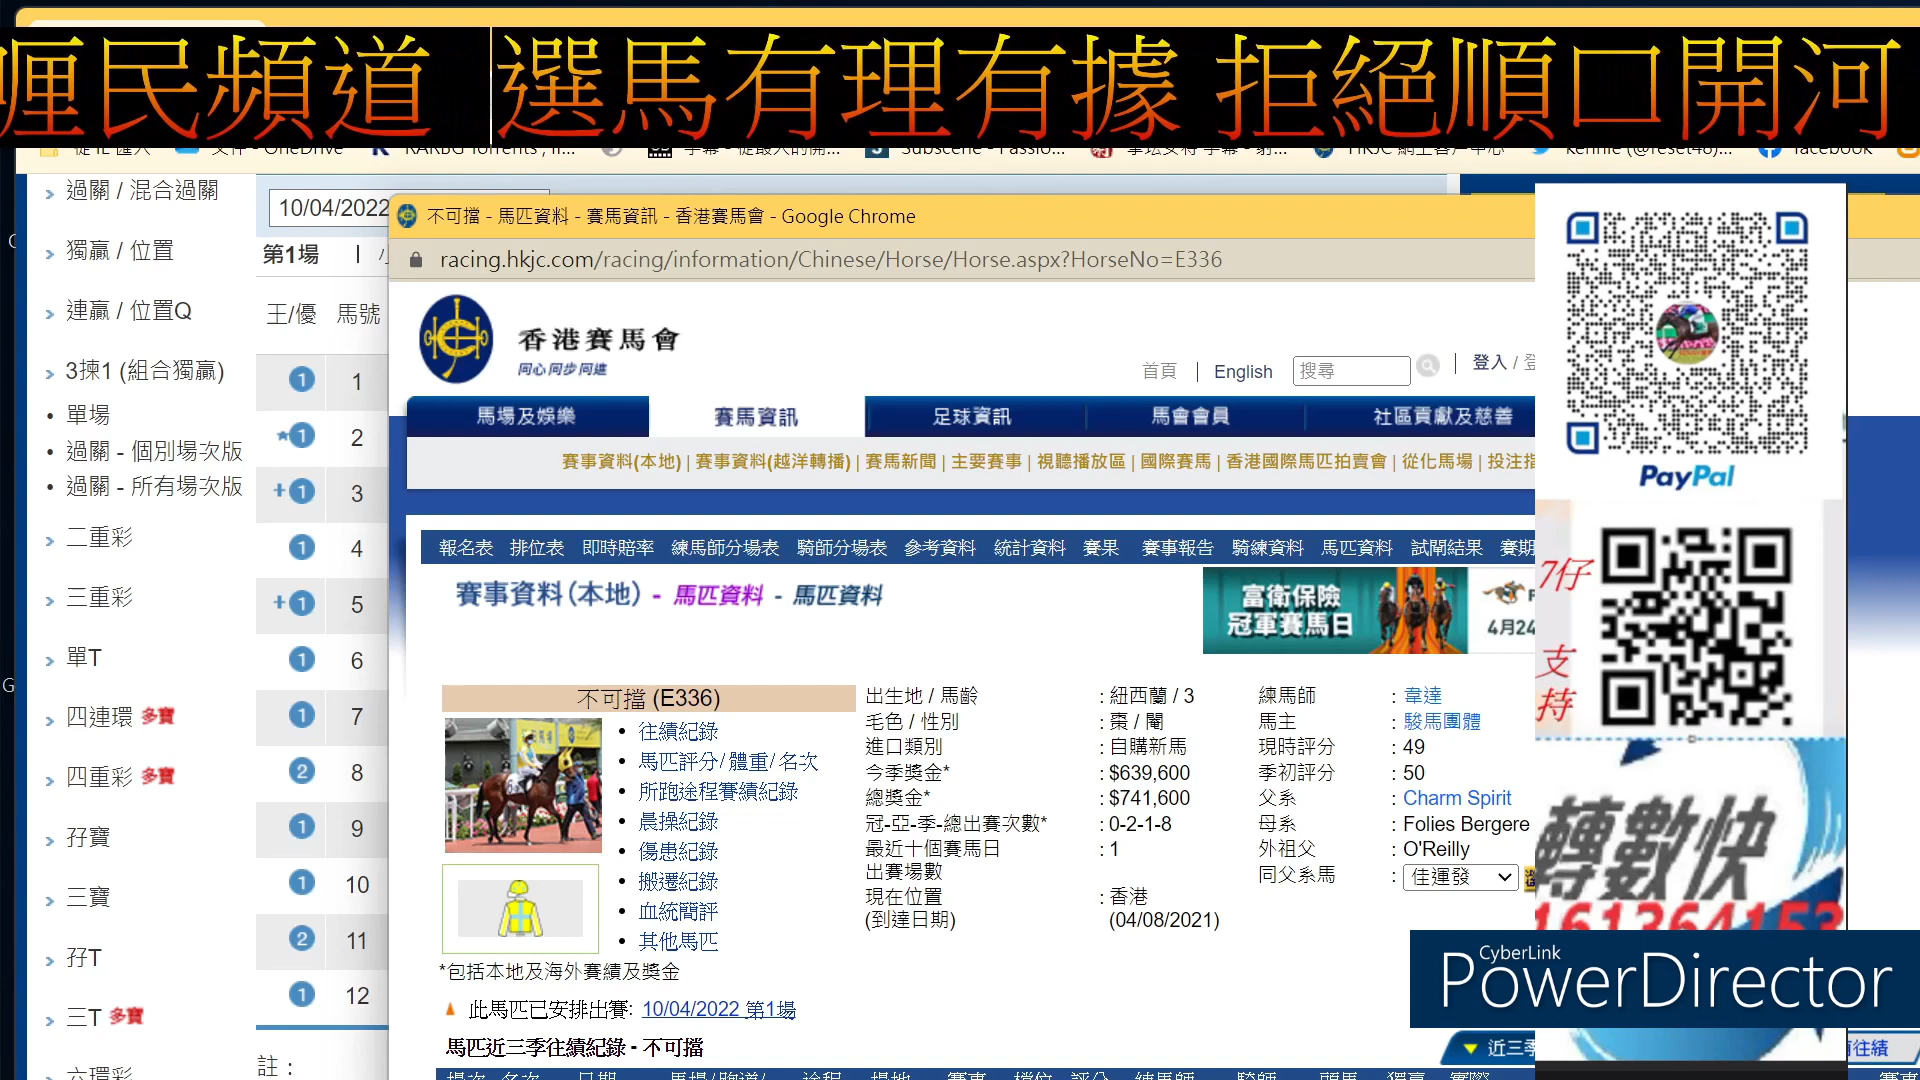 民頻道 選馬有理有據 拒絕順口開河
過關 / 混合過關
獨贏 / 位置
連贏 / 位置Q
3揀1 (組合獨贏)
單場
過關 - 個別場次版
過關 - 所有場次版
二重彩
三重彩
單T
四連環 多寶
四重彩 多寶
孖寶
三寶
孖T
三T 多寶
六環彩
10/04/2022
第1場
王/優 馬號
1 1
1 2
+1 3
1 4
+1 5
1 6
1 7
2 8
1 9
1 10
2 11
1 12
註：
不可擋 - 馬匹資料 - 賽馬資訊 - 香港賽馬會 - Google Chrome
racing.hkjc.com/racing/information/Chinese/Horse/Horse.aspx?HorseNo=E336
香港賽馬會
同心同步同進
首頁 | English 搜尋 | 登入 /
馬場及娛樂 賽馬資訊 足球資訊 馬會會員 社區貢獻及慈善
賽事資料(本地) | 賽事資料(越洋轉播) | 賽馬新聞 | 主要賽事 | 視聽播放區 | 國際賽馬 | 香港國際馬匹拍賣會 | 從化馬場 | 投注指
報名表 排位表 即時賠率 練馬師分場表 騎師分場表 參考資料 統計資料 賽果 賽事報告 騎練資料 馬匹資料 試閘結果 賽期
賽事資料(本地) - 馬匹資料 - 馬匹資料
富衛保險
冠軍賽馬日
4月24
不可擋 (E336)
往績紀錄
馬匹評分/體重/名次
所跑途程賽績紀錄
晨操紀錄
傷患紀錄
搬遷紀錄
血統簡評
其他馬匹
出生地 / 馬齡 : 紐西蘭 / 3
毛色 / 性別 : 棗 / 閹
進口類別 : 自購新馬
今季獎金* : $639,600
總獎金* : $741,600
冠-亞-季-總出賽次數* : 0-2-1-8
最近十個賽馬日
出賽場數 : 1
現在位置
(到達日期) : 香港
(04/08/2021)
練馬師 : 韋達
馬主 : 駿馬團體
現時評分 : 49
季初評分 : 50
父系 : Charm Spirit
母系 : Folies Bergere
外祖父 : O'Reilly
同父系馬 : 佳運發
*包括本地及海外賽績及獎金
此馬匹已安排出賽: 10/04/2022 第1場
馬匹近三季往績紀錄 - 不可擋
近三季
往績
PayPal
7仔
支
持
轉數快
161364153
CyberLink
PowerDirector